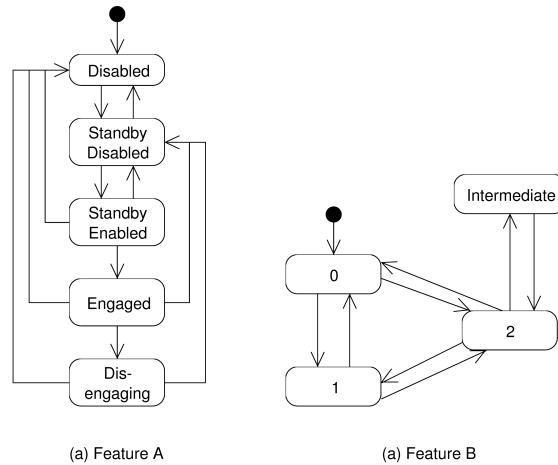 Disabled
Standby
Disabled
Standby
Enabled
Engaged
Dis-
engaging
(a) Feature A
Intermediate
0
2
1
(a) Feature B